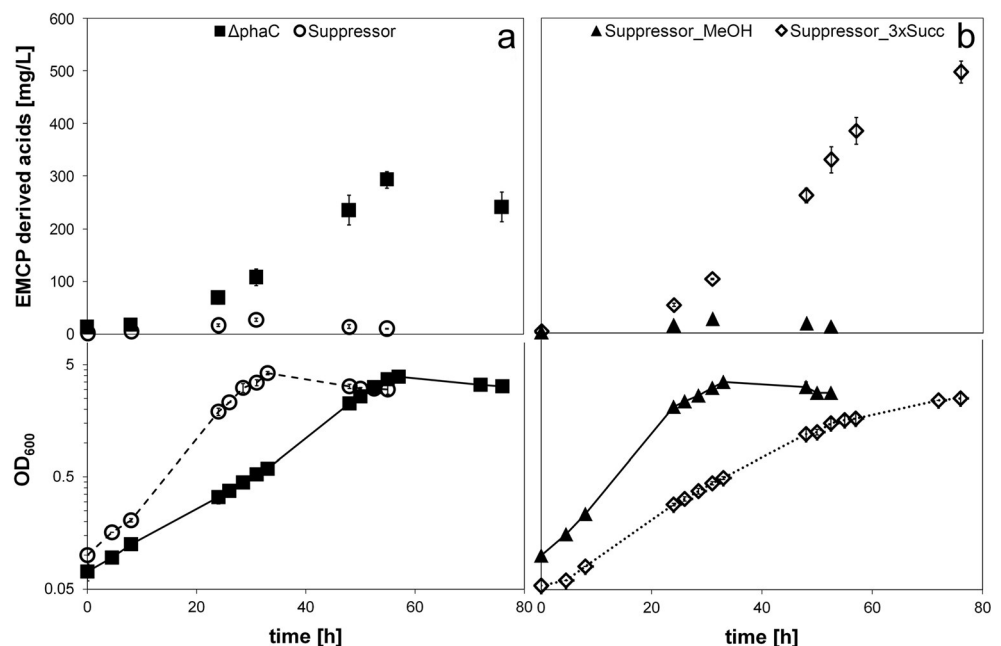 ΔphaC Suppressor a
Suppressor_MeOH Suppressor_3xSucc b
EMCP derived acids [mg/L]
600
500
400
300
200
100
0
OD600
5
0.5
0.05
0 20 40 60 80
0 20 40 60 80
time [h]
time [h]